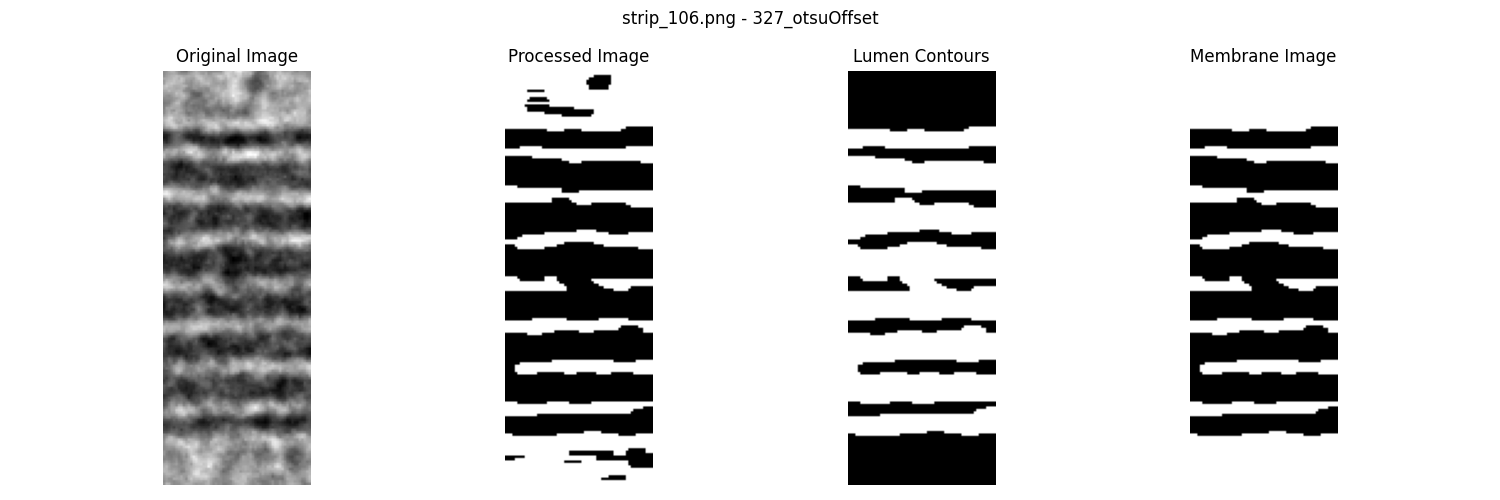 strip_106.png - 327_otsuOffset
Original Image
Processed Image
Lumen Contours
Membrane Image